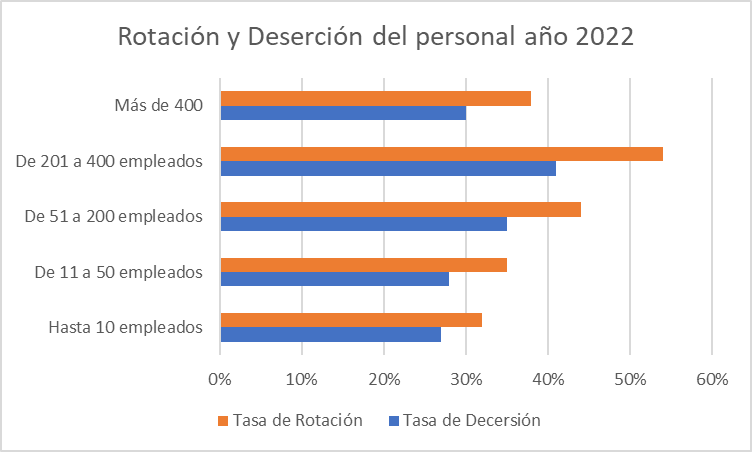 Rotación y Deserción del personal año 2022
Más de 400
De 201 a 400 empleados
De 51 a 200 empleados
De 11 a 50 empleados
Hasta 10 empleados
0% 10% 20% 30% 40% 50% 60%
Tasa de Rotación Tasa de Decersión